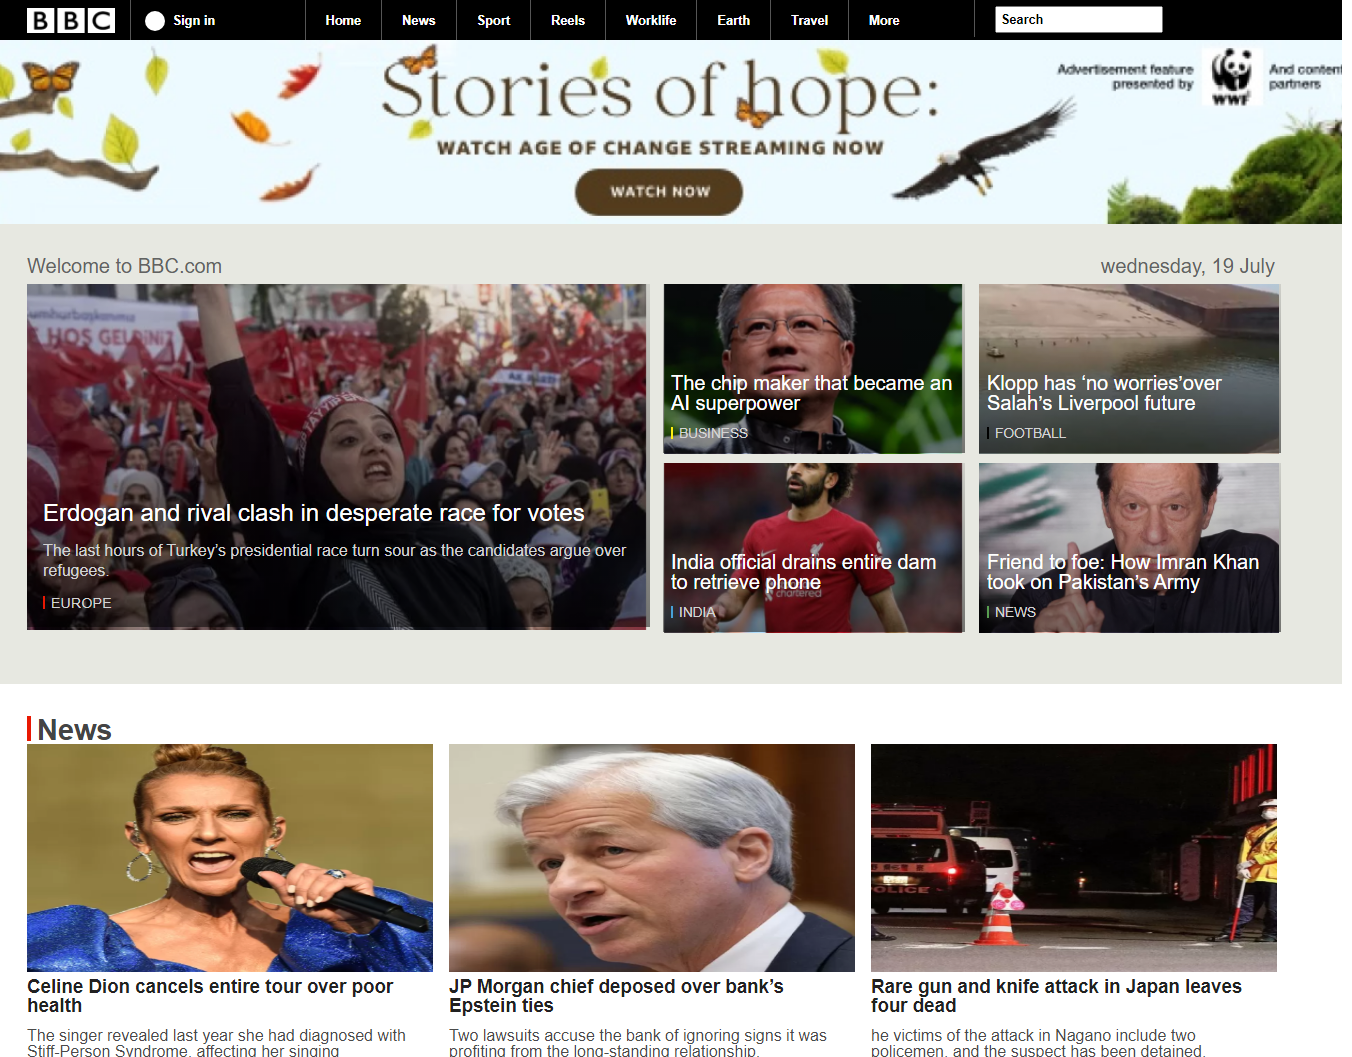 BBC
Sign in
Home
News
Sport
Reels
Worklife
Earth
Travel
More
Search
Stories of hope:
WATCH AGE OF CHANGE STREAMING NOW
WATCH NOW
Advertisement feature
presented by
WWF
And content
partners
Welcome to BBC.com
wednesday, 19 July
umhurbaşkanımız
HOŞ GELDİNİZ
Erdogan and rival clash in desperate race for votes
The last hours of Turkey's presidential race turn sour as the candidates argue over
refugees.
EUROPE
The chip maker that became an
AI superpower
BUSINESS
Klopp has ‘no worries’over
Salah’s Liverpool future
FOOTBALL
India official drains entire dam
to retrieve phone
chartered
INDIA
Friend to foe: How Imran Khan
took on Pakistan’s Army
NEWS
News
POLICE
Celine Dion cancels entire tour over poor
health
The singer revealed last year she had diagnosed with
Stiff-Person Syndrome, affecting her singing
JP Morgan chief deposed over bank’s
Epstein ties
Two lawsuits accuse the bank of ignoring signs it was
profiting from the long-standing relationship.
Rare gun and knife attack in Japan leaves
four dead
he victims of the attack in Nagano include two
policemen, and the suspect has been detained.